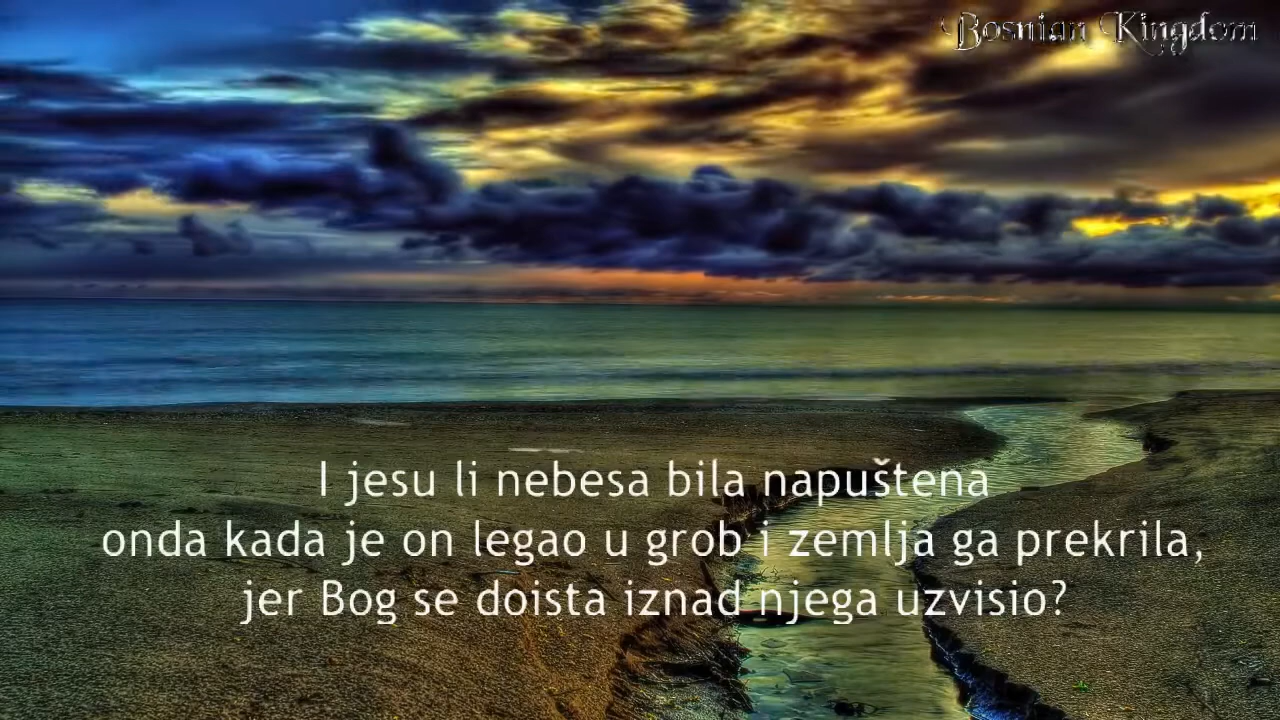 Bosnian Kingdom
I jesu li nebesa bila napuštena
onda kada je on legao u grob i zemlja ga prekrila,
jer Bog se doista iznad njega uzvisio?